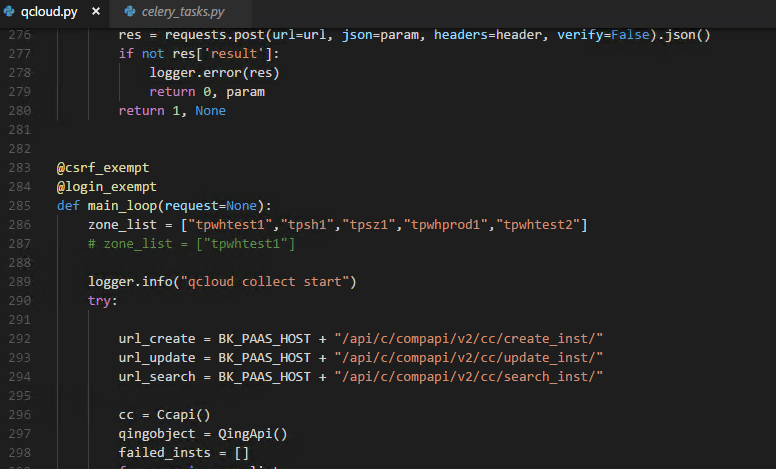 qcloud.py × celery_tasks.py
276 res = requests.post(url=url, json=param, headers=header, verify=False).json()
277 if not res['result']:
278 logger.error(res)
279 return 0, param
280 return 1, None
281
282
283 @csrf_exempt
284 @login_exempt
285 def main_loop(request=None):
286 zone_list = ["tpwhtest1","tpsh1","tpsz1","tpwhprod1","tpwhtest2"]
287 # zone_list = ["tpwhtest1"]
288
289 logger.info("qcloud collect start")
290 try:
291
292 url_create = BK_PAAS_HOST + "/api/c/compapi/v2/cc/create_inst/"
293 url_update = BK_PAAS_HOST + "/api/c/compapi/v2/cc/update_inst/"
294 url_search = BK_PAAS_HOST + "/api/c/compapi/v2/cc/search_inst/"
295
296 cc = Ccapi()
297 qingobject = QingApi()
298 failed_insts = []